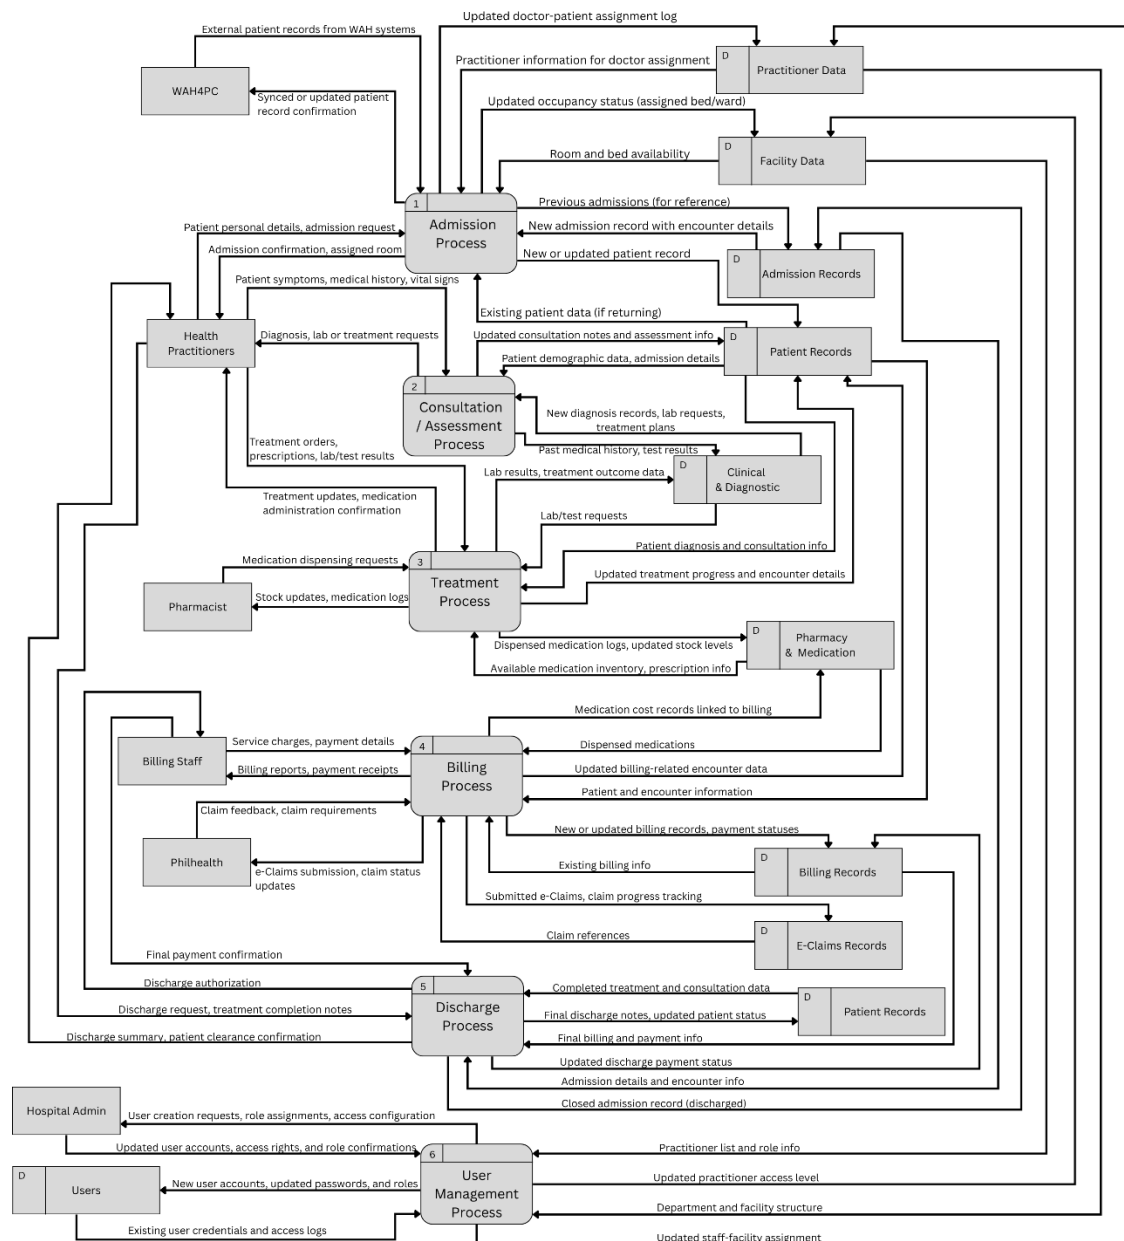 Updated doctor-patient assignment log
External patient records from WAH systems
D
Practitioner Data
Practitioner information for doctor assignment
WAH4PC
Synced or updated patient
record confirmation
Updated occupancy status (assigned bed/ward)
D
Facility Data
Room and bed availability
1
Admission
Process
Previous admissions (for reference)
Patient personal details, admission request
New admission record with encounter details
Admission confirmation, assigned room
New or updated patient record
D
Admission Records
Patient symptoms, medical history, vital signs
Existing patient data (if returning)
Health
Practitioners
Diagnosis, lab or treatment requests
Updated consultation notes and assessment info
D
Patient Records
Patient demographic data, admission details
2
Consultation
/ Assessment
Process
New diagnosis records, lab requests,
treatment plans
Treatment orders,
prescriptions, lab/test results
Past medical history, test results
D
Clinical
& Diagnostic
Lab results, treatment outcome data
Treatment updates, medication
administration confirmation
Lab/test requests
Patient diagnosis and consultation info
3
Treatment
Process
Medication dispensing requests
Updated treatment progress and encounter details
Pharmacist
Stock updates, medication logs
D
Pharmacy
& Medication
Dispensed medication logs, updated stock levels
Available medication inventory, prescription info
Medication cost records linked to billing
Billing Staff
Service charges, payment details
4
Billing
Process
Dispensed medications
Billing reports, payment receipts
Updated billing-related encounter data
Patient and encounter information
Claim feedback, claim requirements
Philhealth
New or updated billing records, payment statuses
e-Claims submission, claim status
updates
Existing billing info
D
Billing Records
Submitted e-Claims, claim progress tracking
D
E-Claims Records
Claim references
Final payment confirmation
Discharge authorization
5
Discharge
Process
Completed treatment and consultation data
D
Patient Records
Discharge request, treatment completion notes
Final discharge notes, updated patient status
Discharge summary, patient clearance confirmation
Final billing and payment info
Updated discharge payment status
Admission details and encounter info
Closed admission record (discharged)
Hospital Admin
User creation requests, role assignments, access configuration
Updated user accounts, access rights, and role confirmations
6
User
Management
Process
Practitioner list and role info
D
Users
New user accounts, updated passwords, and roles
Updated practitioner access level
Existing user credentials and access logs
Department and facility structure
Updated staff-facility assignment